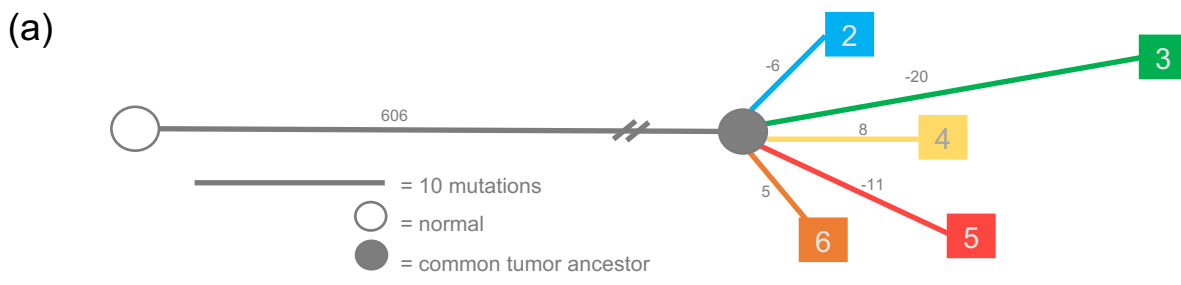 (a)
2
-6
3
-20
606
8
4
= 10 mutations
5
-11
= normal
6
5
= common tumor ancestor